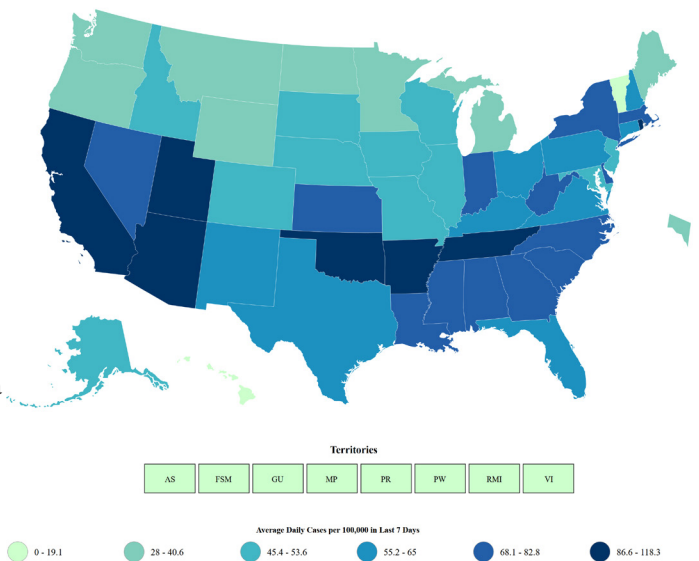 Territories
AS FSM GU MP PR PW RMI VI
Average Daily Cases per 100,000 in Last 7 Days
0 - 19.1 28 - 40.6 45.4 - 53.6 55.2 - 65 68.1 - 82.8 86.6 - 118.3